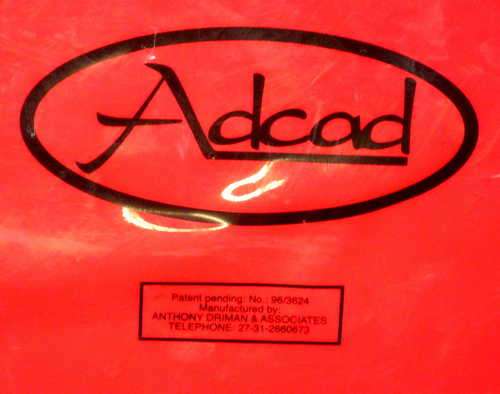 Adcad
Patent pending: No.: 96/3624
Manufactured by:
ANTHONY DRIMAN & ASSOCIATES
TELEPHONE: 27-31-2660673